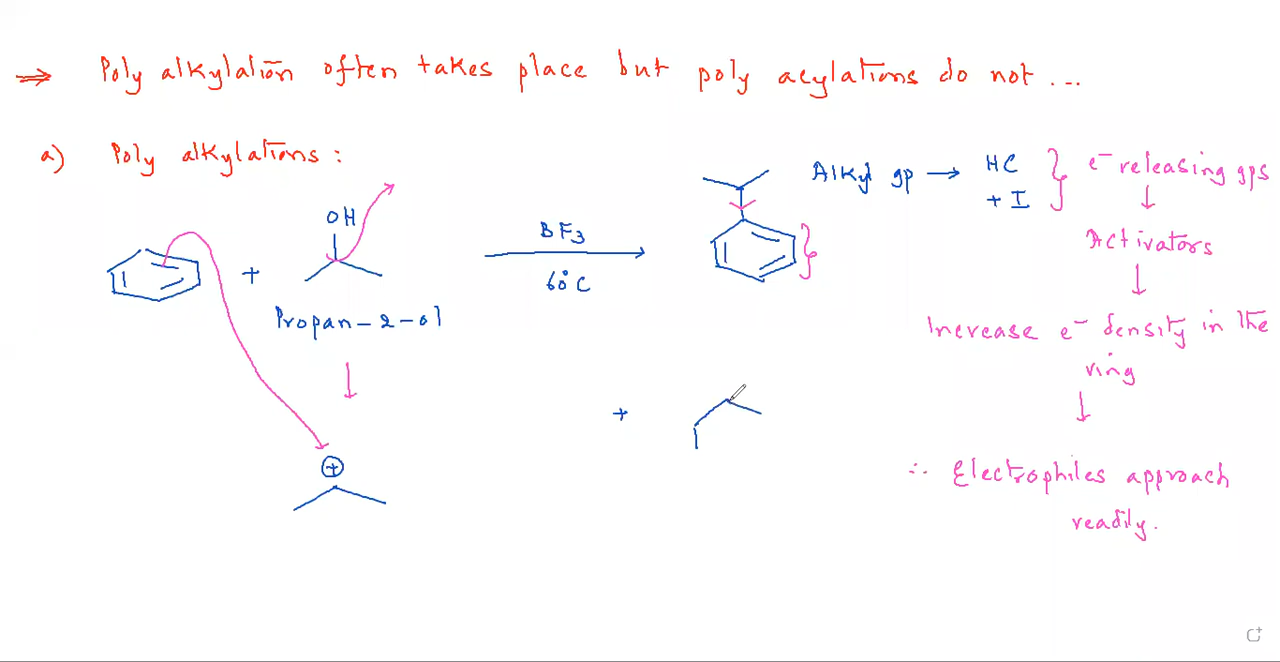 ⇒ Poly alkylation often takes place but poly acylations do not ...
a) Poly alkylations :
Alkyl gp → HC
+ I
e⁻ releasing gps
↓
Activators
↓
Increase e⁻ density in the
ring
↓
∴ Electrophiles approach
readily.
OH
+
BF₃
60°C
Propan-2-ol
↓
+
+